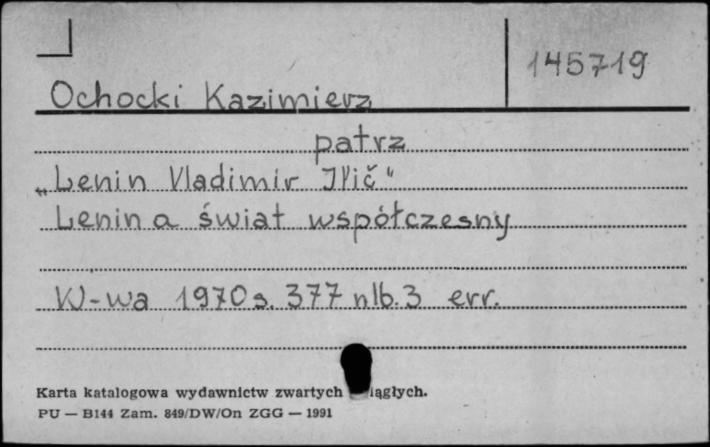 145719
Ochocki Kazimierz
patrz
„Lenin Vladimir Il'ič"
Lenin a świat współczesny
W-wa 1970 s. 377 nlb. 3 err.
Karta katalogowa wydawnictw zwartych iągłych.
PU — B144 Zam. 849/DW/On ZGG — 1991